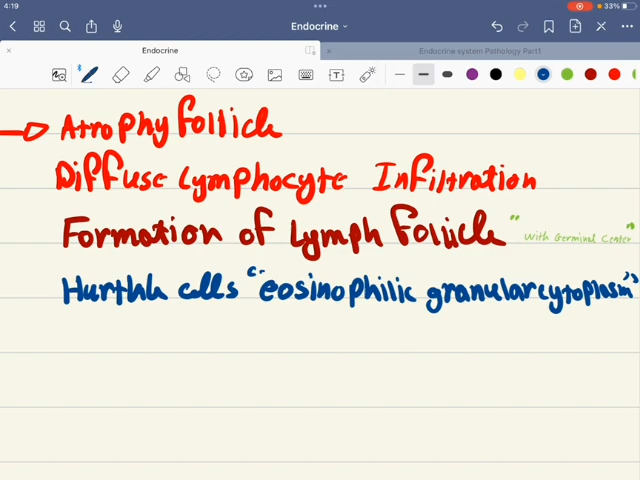 4:19
33%
Endocrine
Endocrine
Endocrine system Pathology Part1
Atrophy follicle
Diffuse Lymphocyte Infiltration
Formation of Lymph Follicle "With Germinal Center"
Hurthle cells "eosinophilic granular cytoplasm"